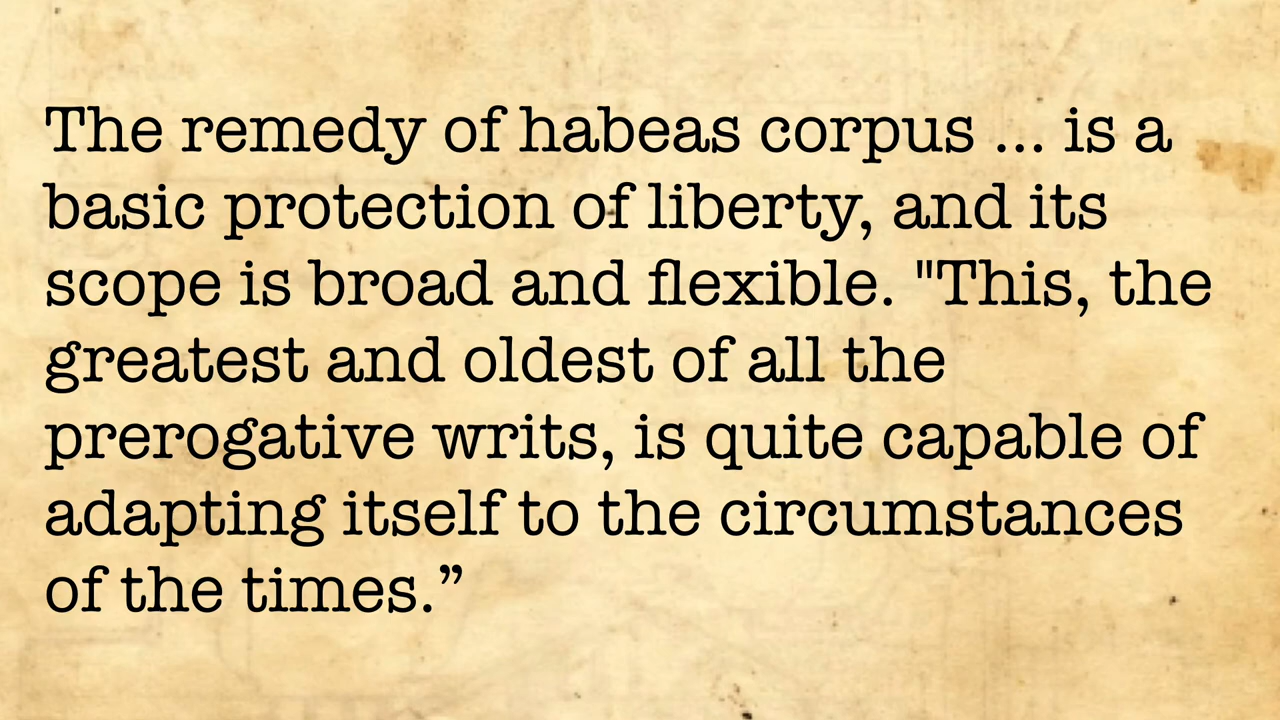 The remedy of habeas corpus ... is a
basic protection of liberty, and its
scope is broad and flexible. "This, the
greatest and oldest of all the
prerogative writs, is quite capable of
adapting itself to the circumstances
of the times.”